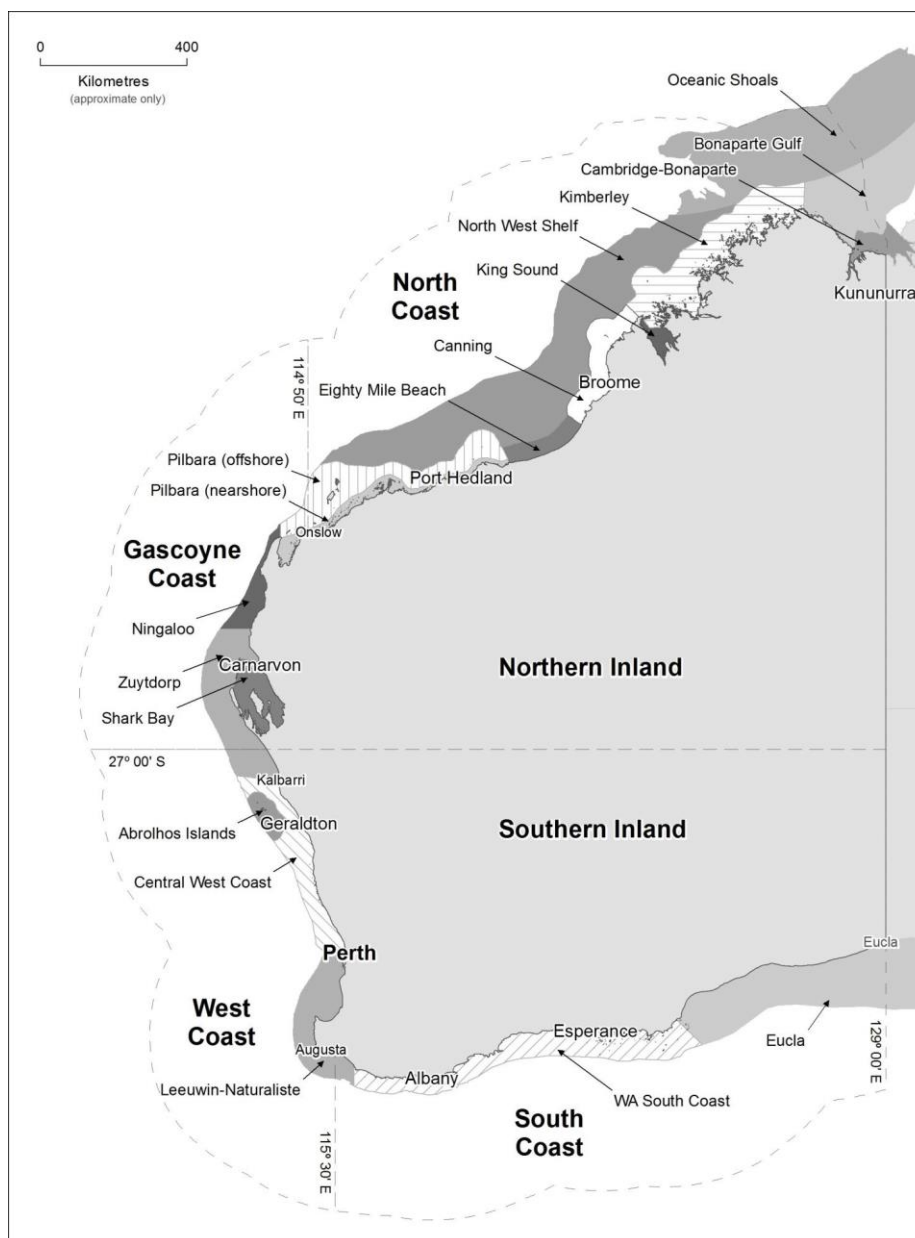 0 400
Kilometres
(approximate only)
Oceanic Shoals
Bonaparte Gulf
Cambridge-Bonaparte
Kimberley
North West Shelf
King Sound
Kununurra
North
Coast
Canning
114° 50' E
Broome
Eighty Mile Beach
Pilbara (offshore)
Port Hedland
Pilbara (nearshore)
Onslow
Gascoyne
Coast
Ningaloo
Carnarvon
Northern Inland
Zuytdorp
Shark Bay
27° 00' S
Kalbarri
Abrolhos Islands
Geraldton
Southern Inland
Central West Coast
Perth
Eucla
West
Coast
Esperance
Eucla
129° 00' E
Augusta
Albany
Leeuwin-Naturaliste
WA South Coast
South
Coast
115° 30' E